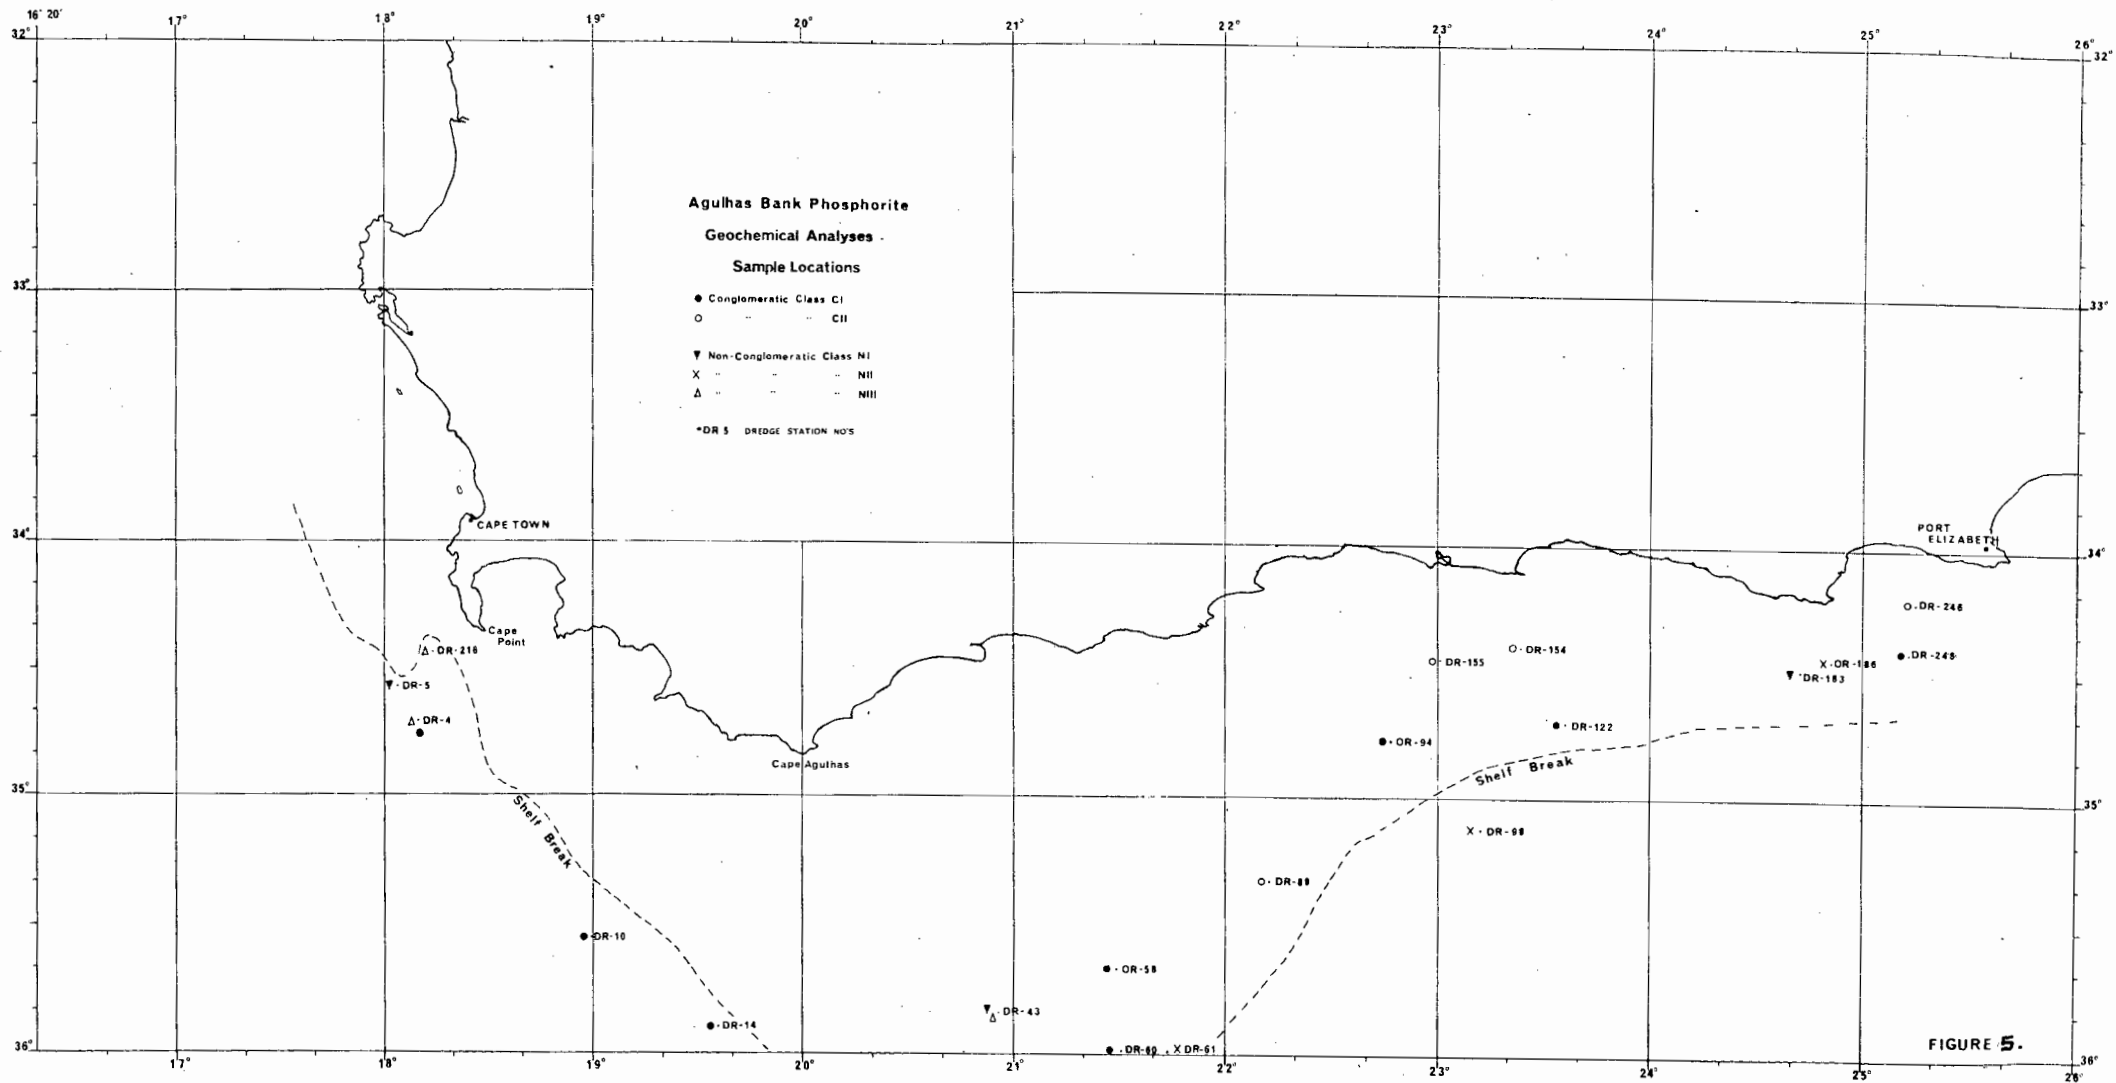 16° 20'
17°
18°
19°
20°
21°
22°
23°
24°
25°
26°
32°
32°
Agulhas Bank Phosphorite
Geochemical Analyses
Sample Locations
● Conglomeratic Class CI
○ " " CII
▼ Non-Conglomeratic Class NI
X " " " NII
△ " " " NIII
*DR 5 DREDGE STATION NO'S
33°
33°
CAPE TOWN
PORT
ELIZABETH
34°
34°
Cape
Point
DR-246
DR-216
DR-155
DR-154
DR-186
DR-248
DR-183
DR-5
DR-4
DR-94
DR-122
Cape Agulhas
Shelf Break
Shelf Break
35°
35°
DR-98
DR-89
DR-10
DR-58
DR-43
DR-14
DR-60
DR-61
FIGURE 5.
36°
36°
17°
18°
19°
20°
21°
22°
23°
24°
25°
26°